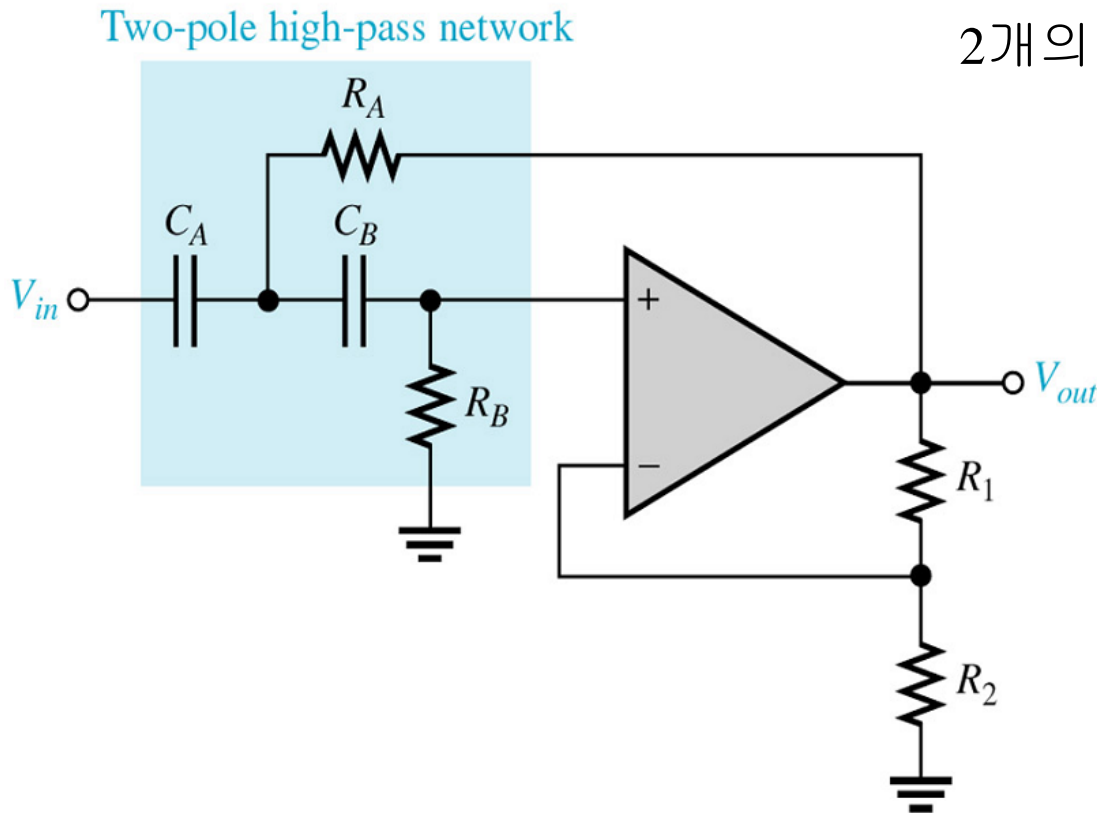 Two-pole high-pass network
2개의
R_A
C_A
C_B
V_in
+
R_B
V_out
−
R_1
R_2